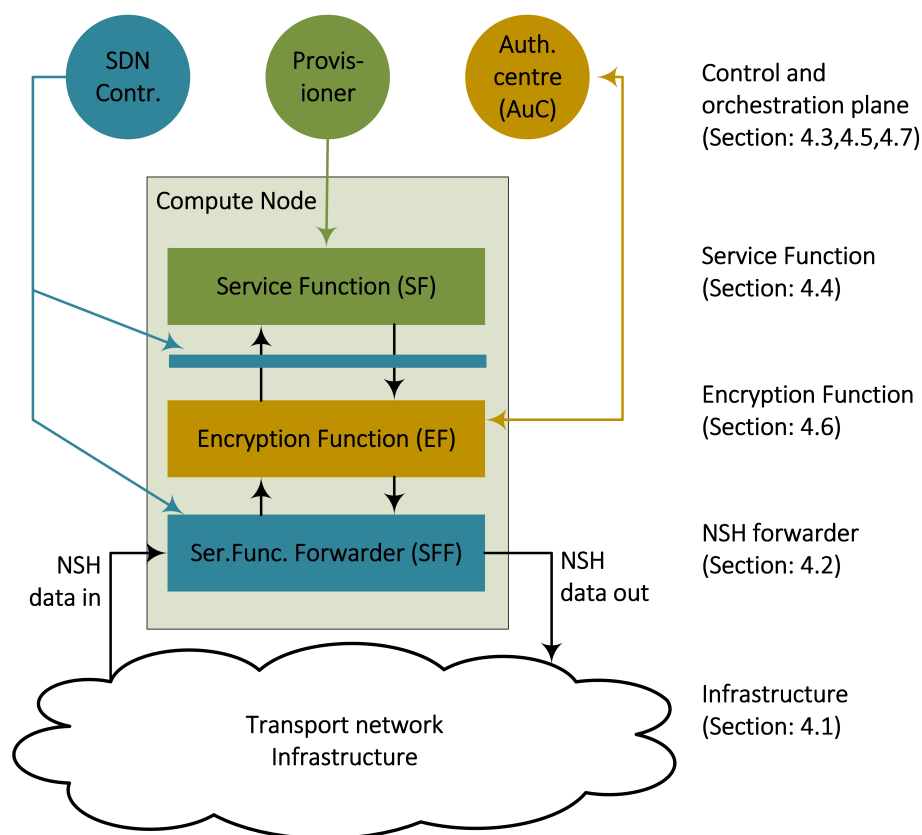 SDN
Contr.
Provis-
ioner
Auth.
centre
(AuC)
Control and
orchestration plane
(Section: 4.3,4.5,4.7)
Compute Node
Service Function (SF)
Service Function
(Section: 4.4)
Encryption Function (EF)
Encryption Function
(Section: 4.6)
Ser.Func. Forwarder (SFF)
NSH forwarder
(Section: 4.2)
NSH
data in
NSH
data out
Transport network
Infrastructure
Infrastructure
(Section: 4.1)